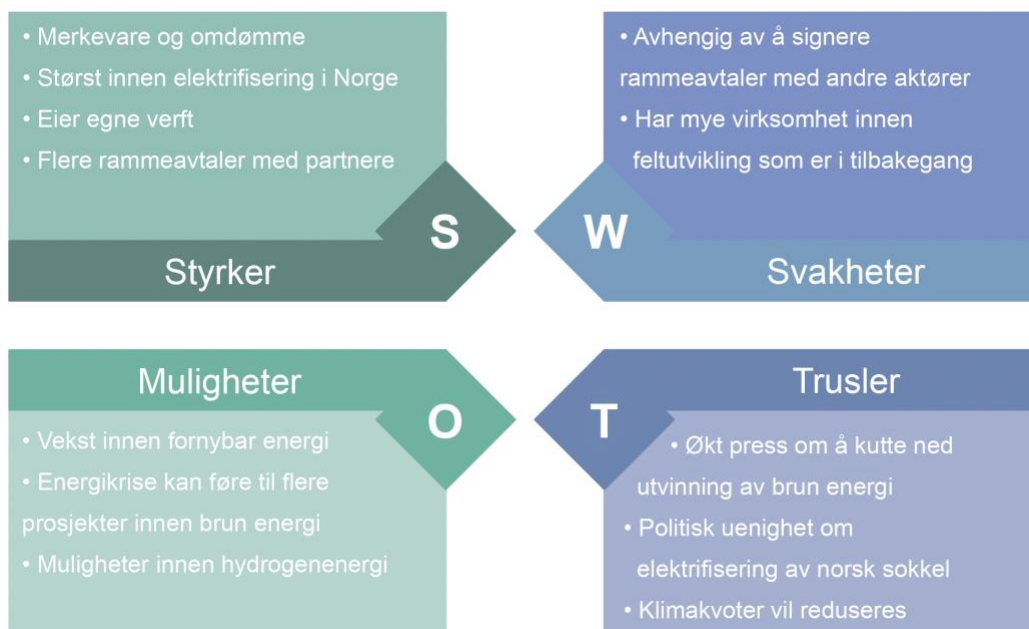 • Merkevare og omdømme
• Størst innen elektrifisering i Norge
• Eier egne verft
• Flere rammeavtaler med partnere
S
Styrker
• Avhengig av å signere
rammeavtaler med andre aktører
• Har mye virksomhet innen
feltutvikling som er i tilbakegang
W
Svakheter
Muligheter
O
• Vekst innen fornybar energi
• Energikrise kan føre til flere
prosjekter innen brun energi
• Muligheter innen hydrogenenergi
Trusler
T
• Økt press om å kutte ned
utvinning av brun energi
• Politisk uenighet om
elektrifisering av norsk sokkel
• Klimakvoter vil reduseres